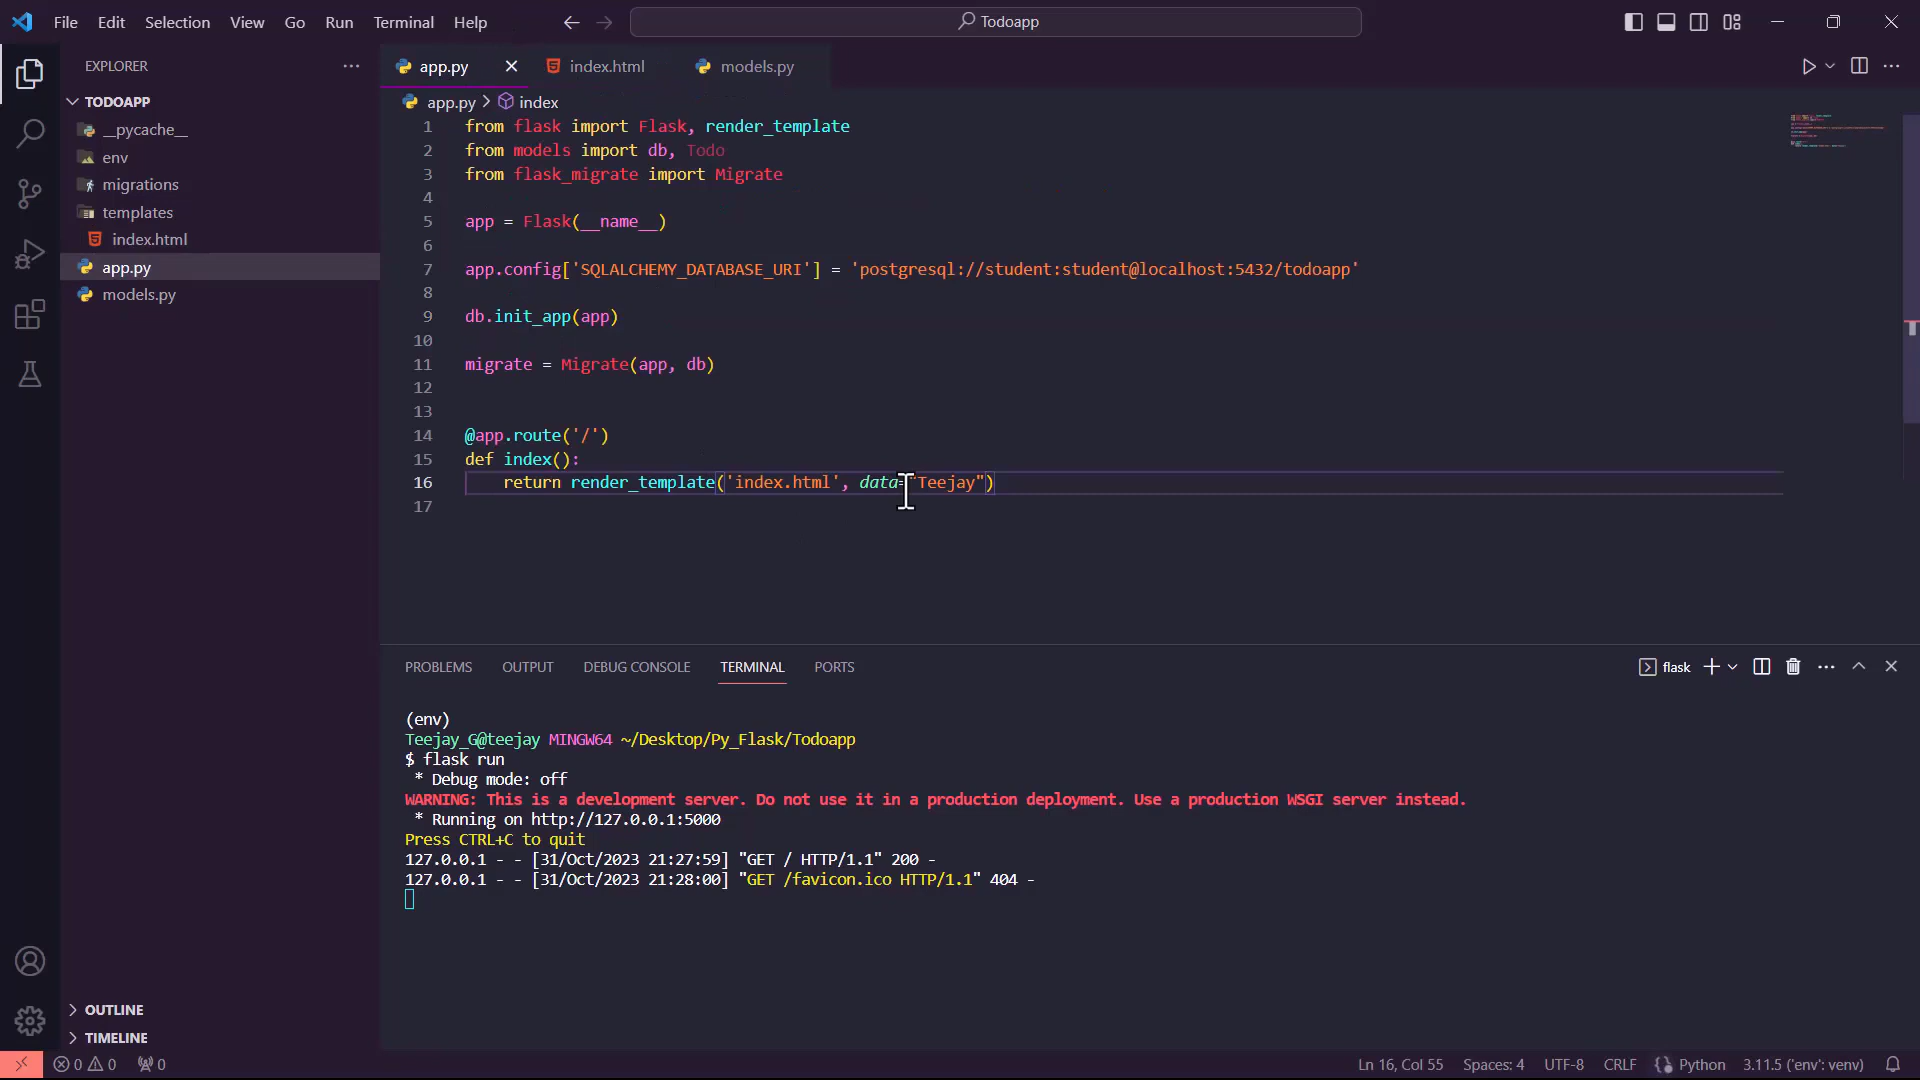 File Edit Selection View Go Run Terminal Help
Todoapp
EXPLORER
TODOAPP
__pycache__
env
migrations
templates
index.html
app.py
models.py
OUTLINE
TIMELINE
app.py index.html models.py
app.py > index
1 from flask import Flask, render_template
2 from models import db, Todo
3 from flask_migrate import Migrate
4
5 app = Flask(__name__)
6
7 app.config['SQLALCHEMY_DATABASE_URI'] = 'postgresql://student:student@localhost:5432/todoapp'
8
9 db.init_app(app)
10
11 migrate = Migrate(app, db)
12
13
14 @app.route('/')
15 def index():
16 return render_template('index.html', data="Teejay")
17
PROBLEMS OUTPUT DEBUG CONSOLE TERMINAL PORTS
flask
(env)
Teejay_G@teejay MINGW64 ~/Desktop/Py_Flask/Todoapp
$ flask run
* Debug mode: off
WARNING: This is a development server. Do not use it in a production deployment. Use a production WSGI server instead.
* Running on http://127.0.0.1:5000
Press CTRL+C to quit
127.0.0.1 - - [31/Oct/2023 21:27:59] "GET / HTTP/1.1" 200 -
127.0.0.1 - - [31/Oct/2023 21:28:00] "GET /favicon.ico HTTP/1.1" 404 -
0 0 0
Ln 16, Col 55 Spaces: 4 UTF-8 CRLF Python 3.11.5 ('env': venv)